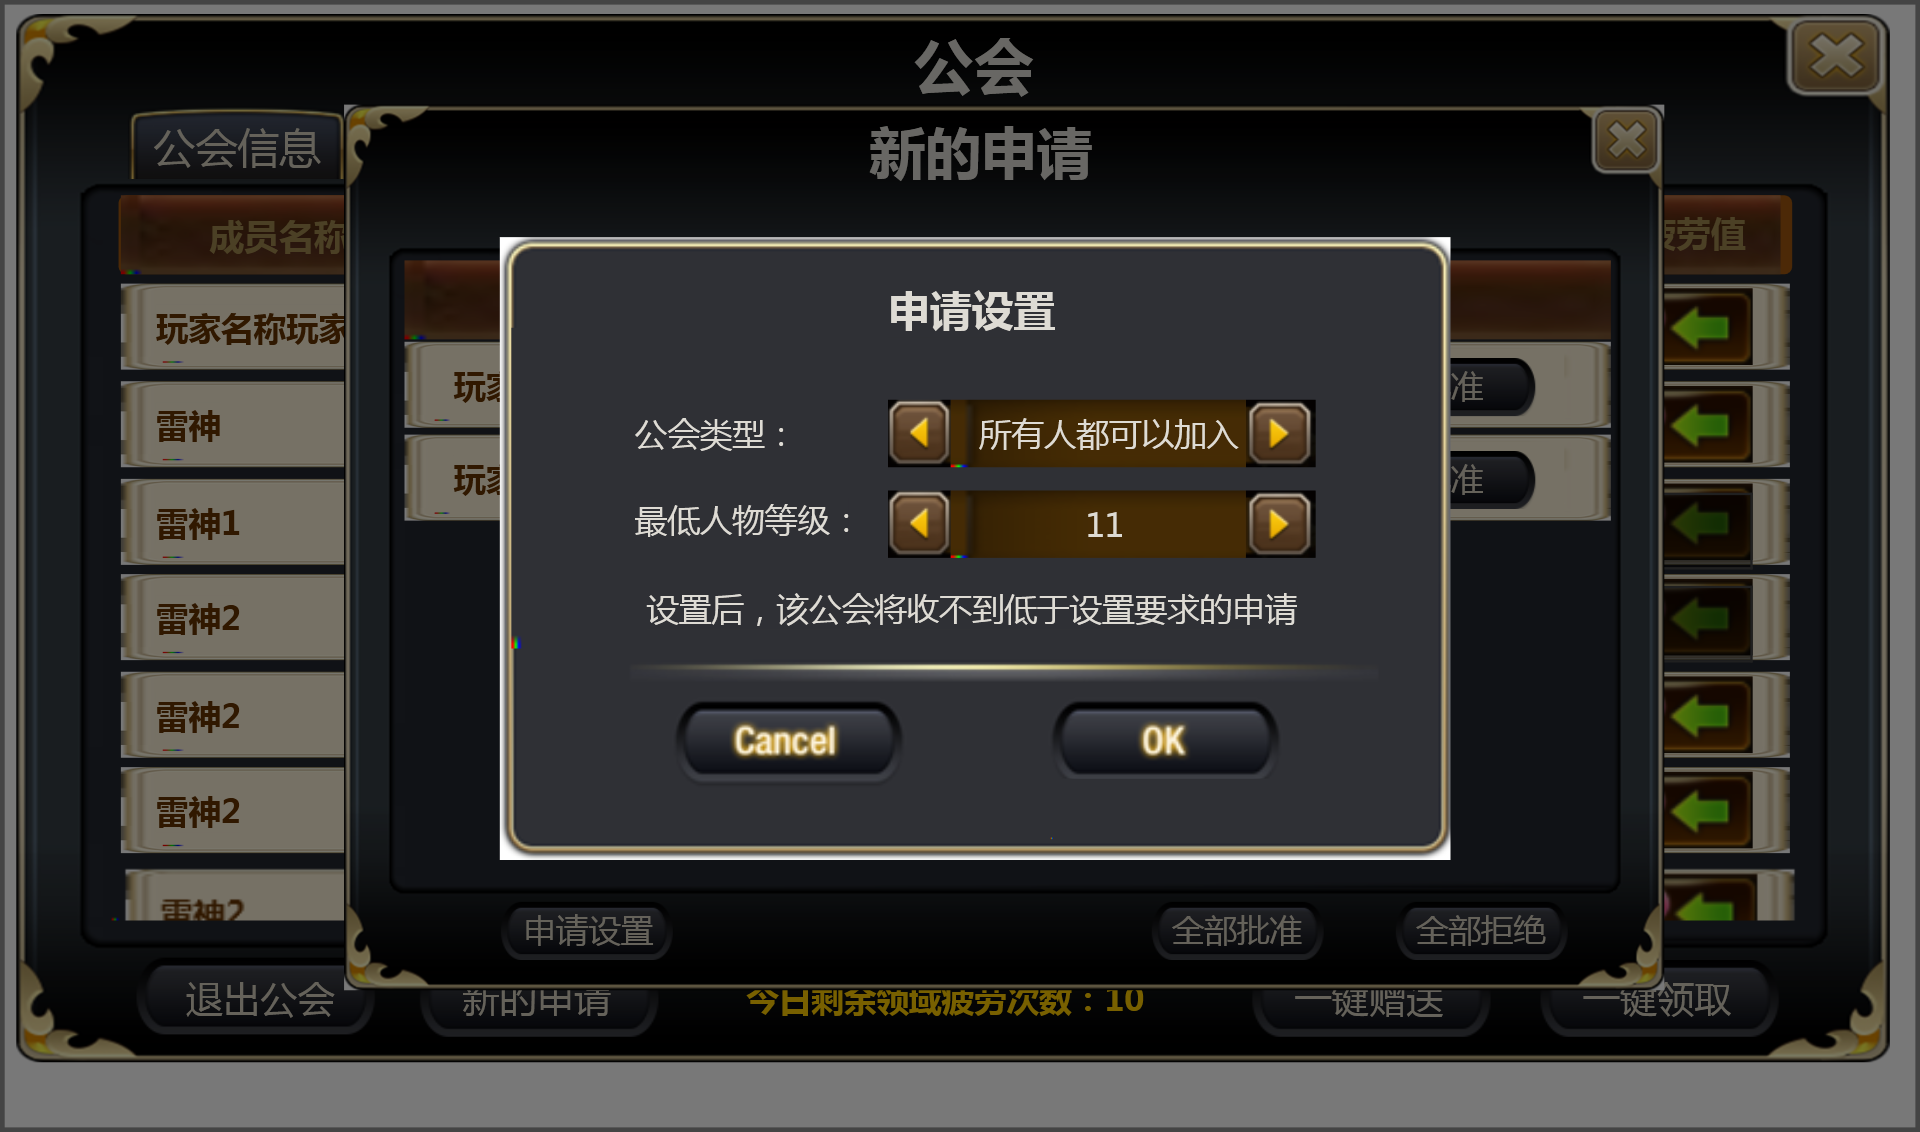 公会
公会信息
新的申请
成员名称
疲劳值
申请设置
玩家名称玩家
玩家
准
公会类型：
所有人都可以加入
雷神
玩家
准
最低人物等级：
11
雷神1
设置后，该公会将收不到低于设置要求的申请
雷神2
雷神2
Cancel
OK
雷神2
雷神2
申请设置
全部批准
全部拒绝
退出公会
新的申请
今日剩余领域疲劳次数：10
一键赠送
一键领取